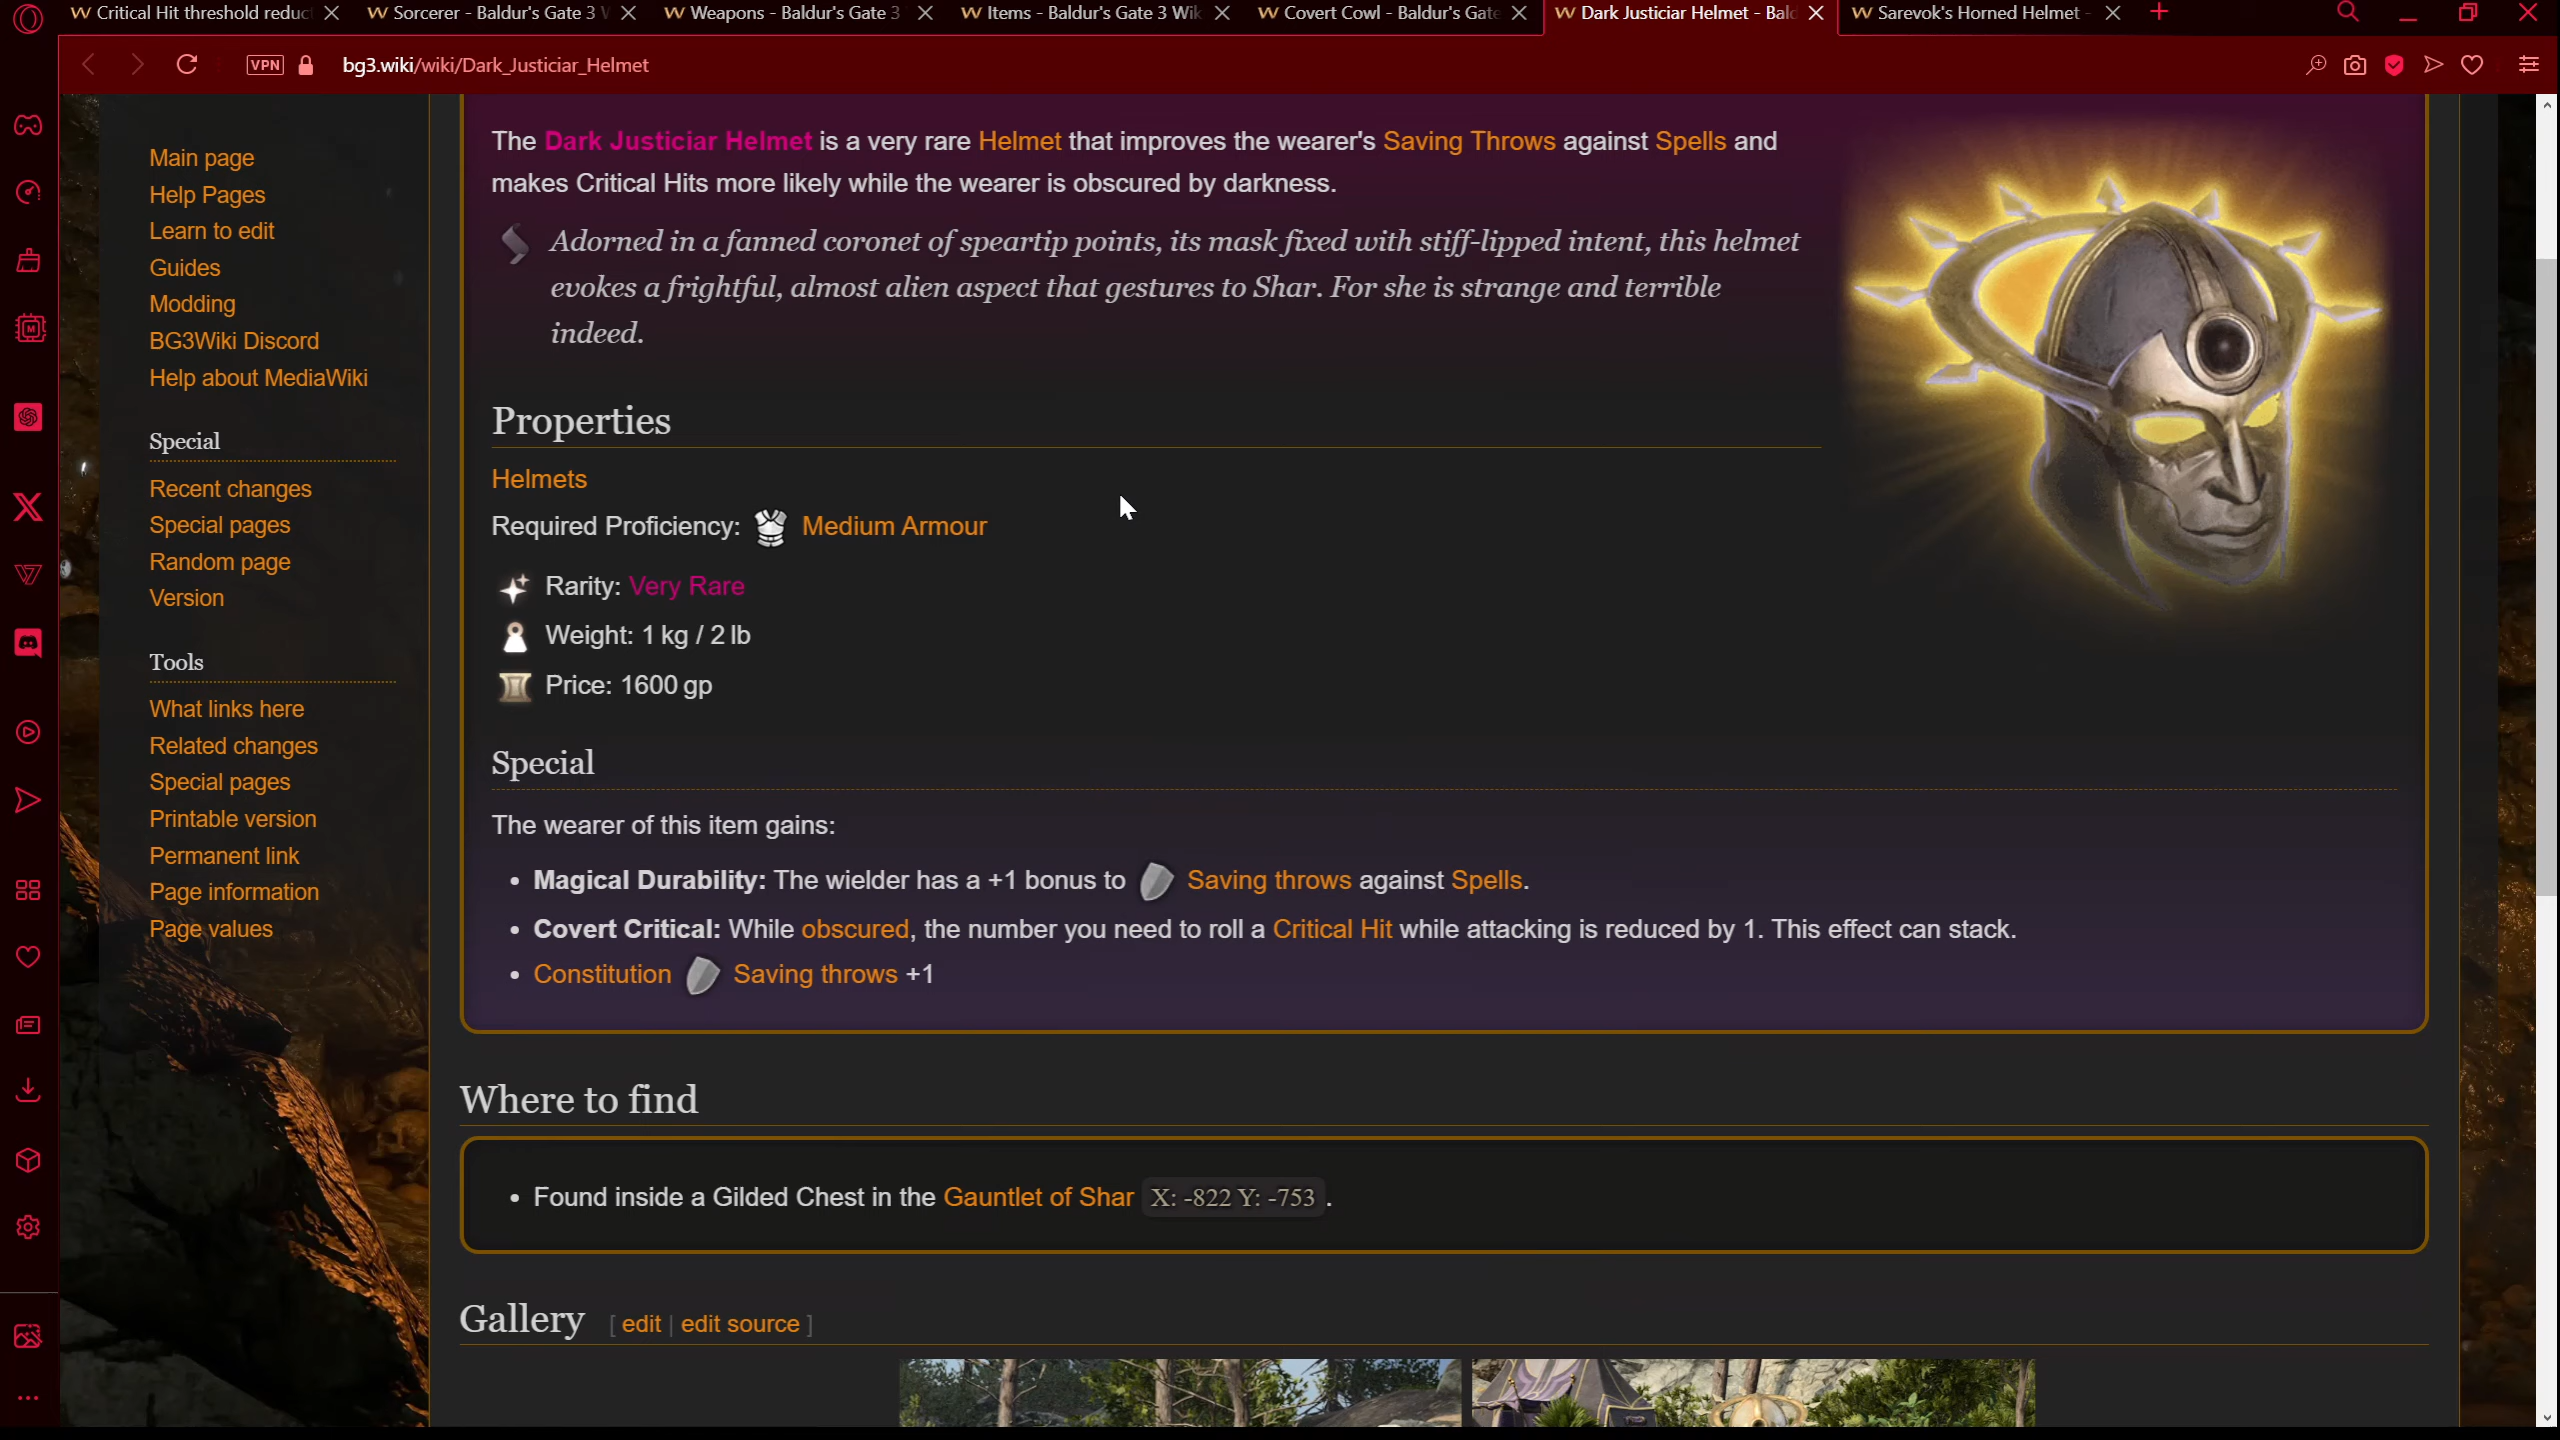 Critical Hit threshold reduc
Sorcerer - Baldur's Gate 3 W
Weapons - Baldur's Gate 3
Items - Baldur's Gate 3 Wik
Covert Cowl - Baldur's Gate
Dark Justiciar Helmet - Bald
Sarevok's Horned Helmet -
VPN
bg3.wiki/wiki/Dark_Justiciar_Helmet
Main page
Help Pages
Learn to edit
Guides
Modding
BG3Wiki Discord
Help about MediaWiki
Special
Recent changes
Special pages
Random page
Version
Tools
What links here
Related changes
Special pages
Printable version
Permanent link
Page information
Page values
The Dark Justiciar Helmet is a very rare Helmet that improves the wearer's Saving Throws against Spells and
makes Critical Hits more likely while the wearer is obscured by darkness.
Adorned in a fanned coronet of speartip points, its mask fixed with stiff-lipped intent, this helmet
evokes a frightful, almost alien aspect that gestures to Shar. For she is strange and terrible
indeed.
Properties
Helmets
Required Proficiency: Medium Armour
Rarity: Very Rare
Weight: 1 kg / 2 lb
Price: 1600 gp
Special
The wearer of this item gains:
• Magical Durability: The wielder has a +1 bonus to Saving throws against Spells.
• Covert Critical: While obscured, the number you need to roll a Critical Hit while attacking is reduced by 1. This effect can stack.
• Constitution Saving throws +1
Where to find
• Found inside a Gilded Chest in the Gauntlet of Shar X: -822 Y: -753 .
Gallery [ edit | edit source ]